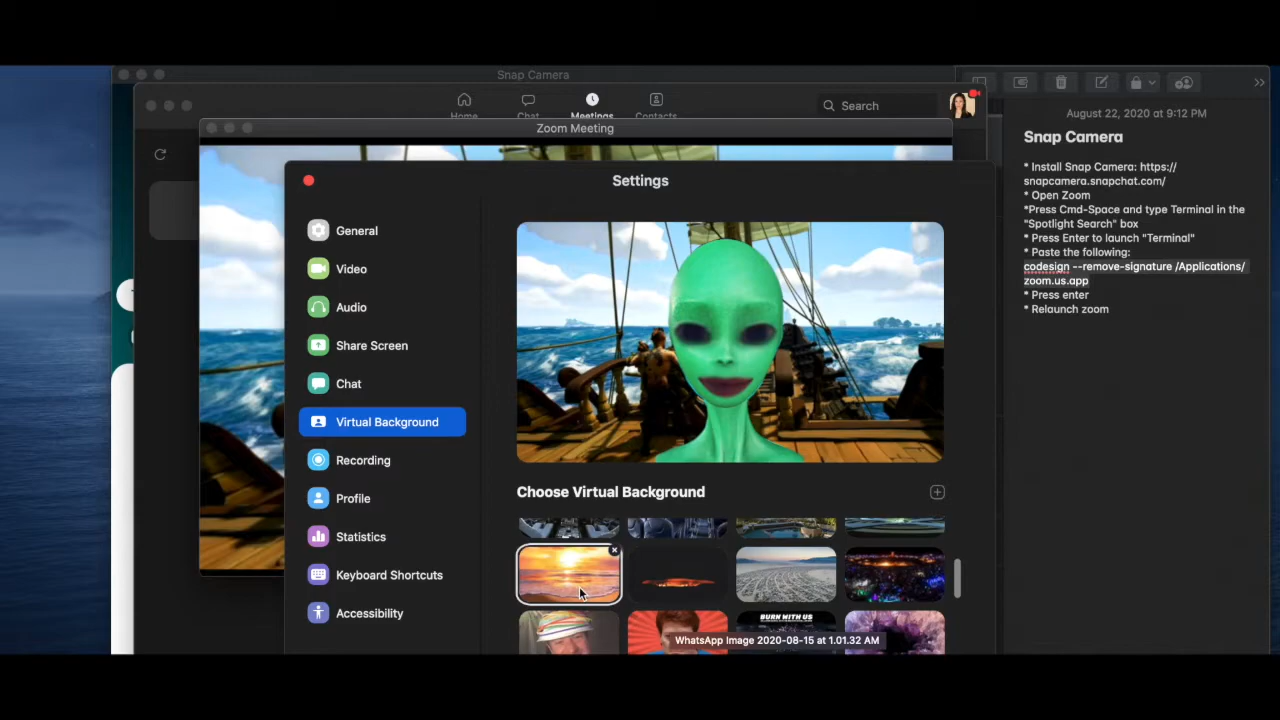 Snap Camera
Home
Chat
Meetings
Contacts
Search
Zoom Meeting
Settings
General
Video
Audio
Share Screen
Chat
Virtual Background
Recording
Profile
Statistics
Keyboard Shortcuts
Accessibility
Choose Virtual Background
BURN WITH US
WhatsApp Image 2020-08-15 at 1.01.32 AM
August 22, 2020 at 9:12 PM
Snap Camera
* Install Snap Camera: https://
snapcamera.snapchat.com/
* Open Zoom
*Press Cmd-Space and type Terminal in the
"Spotlight Search" box
* Press Enter to launch "Terminal"
* Paste the following:
codesign --remove-signature /Applications/
zoom.us.app
* Press enter
* Relaunch zoom